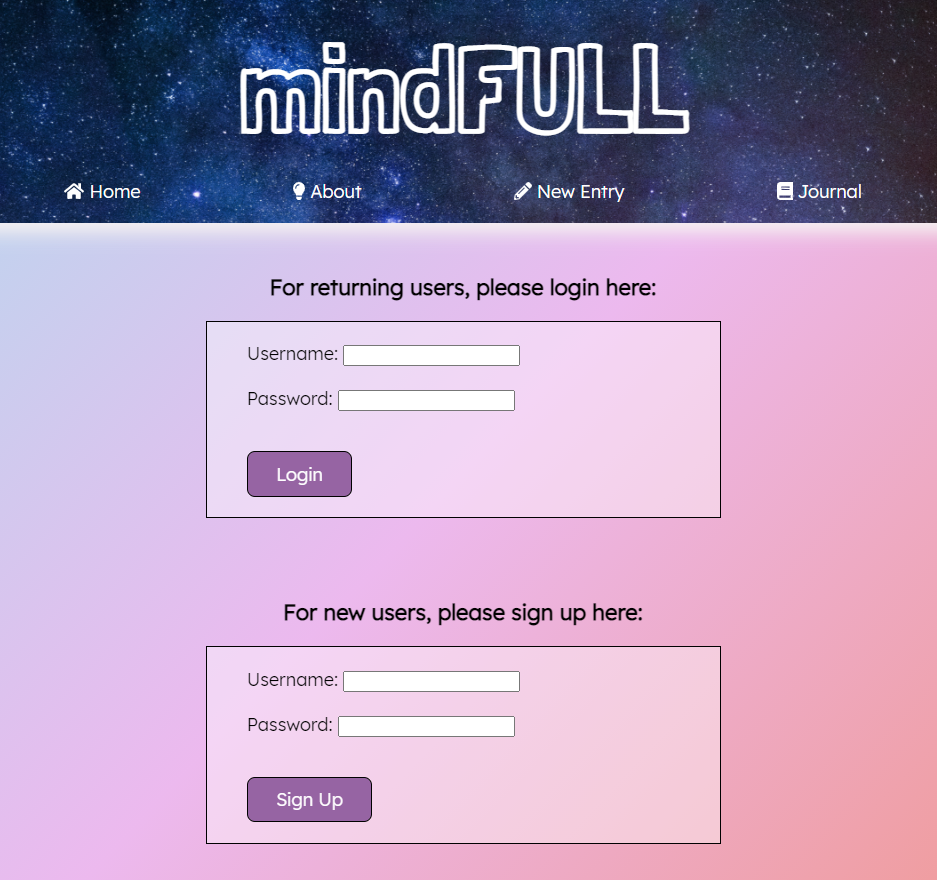 mindFULL
Home About New Entry Journal
For returning users, please login here:
Username:
Password:
Login
For new users, please sign up here:
Username:
Password:
Sign Up